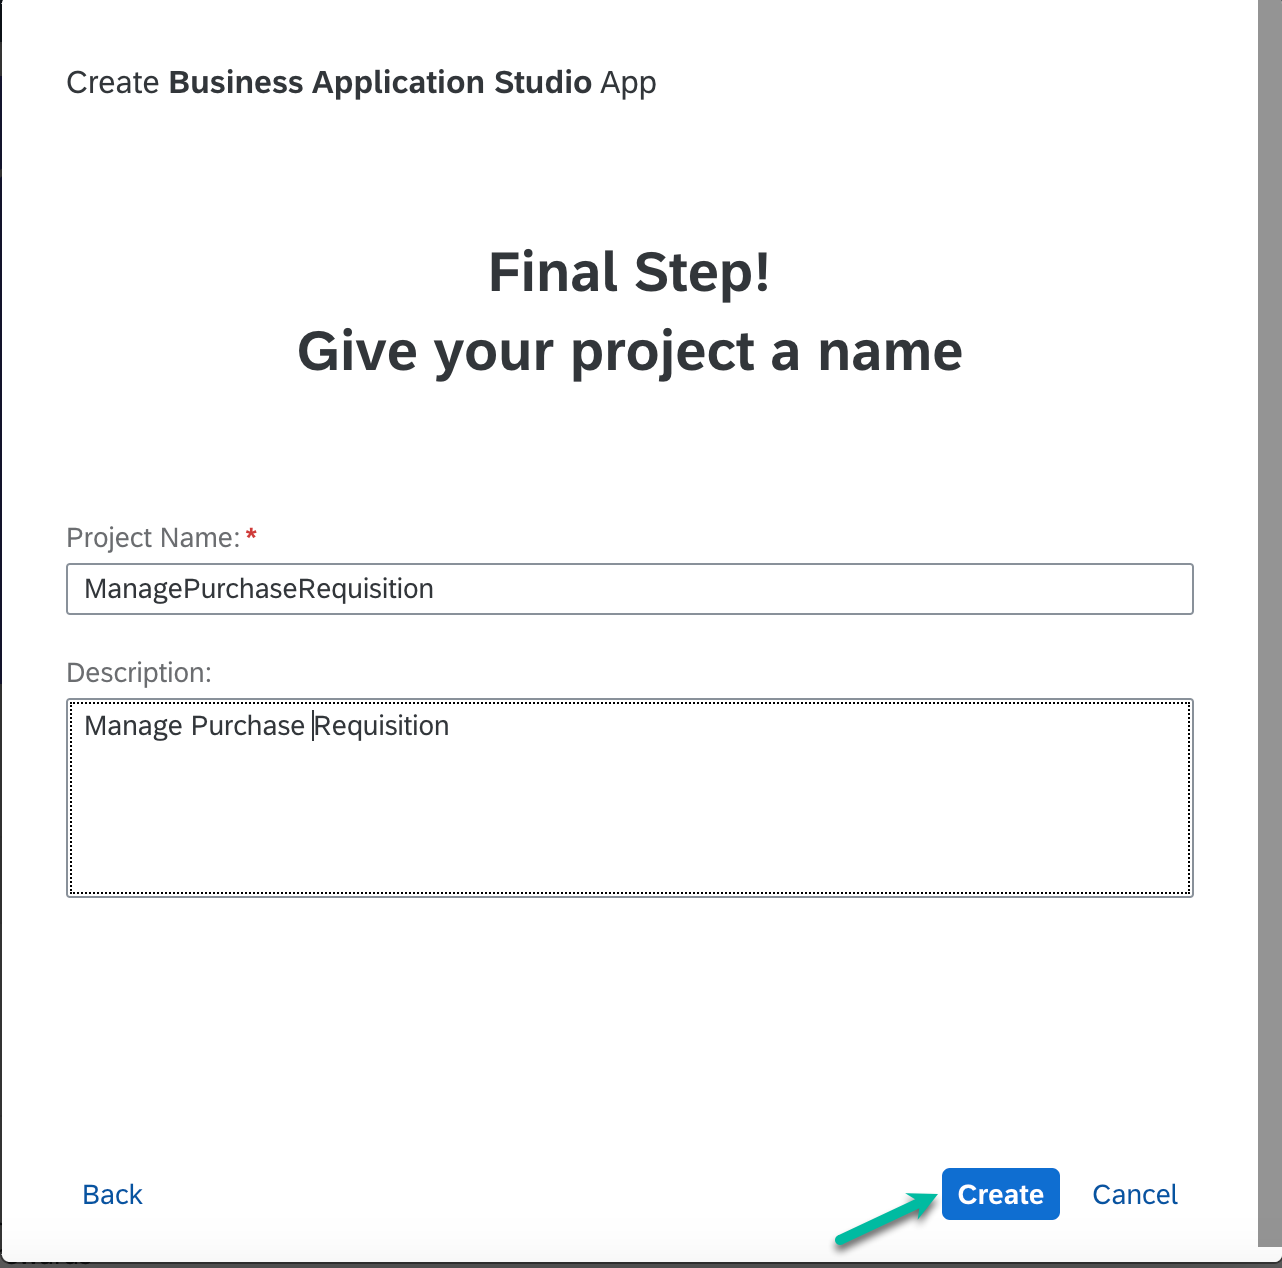 Create Business Application Studio App
Final Step!
Give your project a name
Project Name: *
ManagePurchaseRequisition
Description:
Manage Purchase Requisition
Back
Create
Cancel